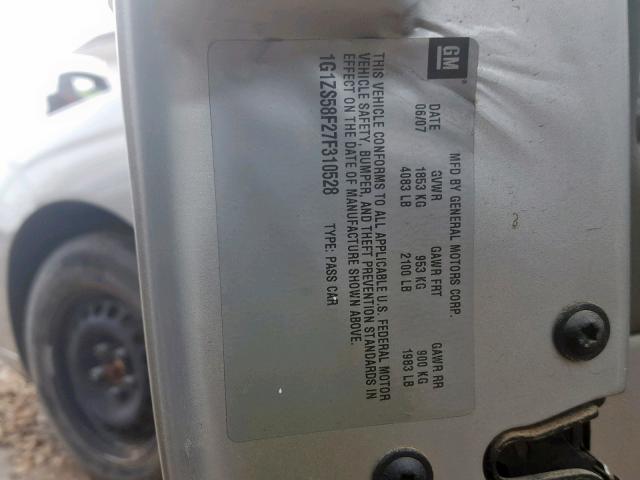 GM
MFD BY GENERAL MOTORS CORP.
DATE GVWR GAWR FRT GAWR RR
06/07 1853 KG 953 KG 900 KG
4083 LB 2100 LB 1983 LB
THIS VEHICLE CONFORMS TO ALL APPLICABLE U.S. FEDERAL MOTOR
VEHICLE SAFETY, BUMPER, AND THEFT PREVENTION STANDARDS IN
EFFECT ON THE DATE OF MANUFACTURE SHOWN ABOVE.
1G1ZS58F27F310528 TYPE: PASS CAR